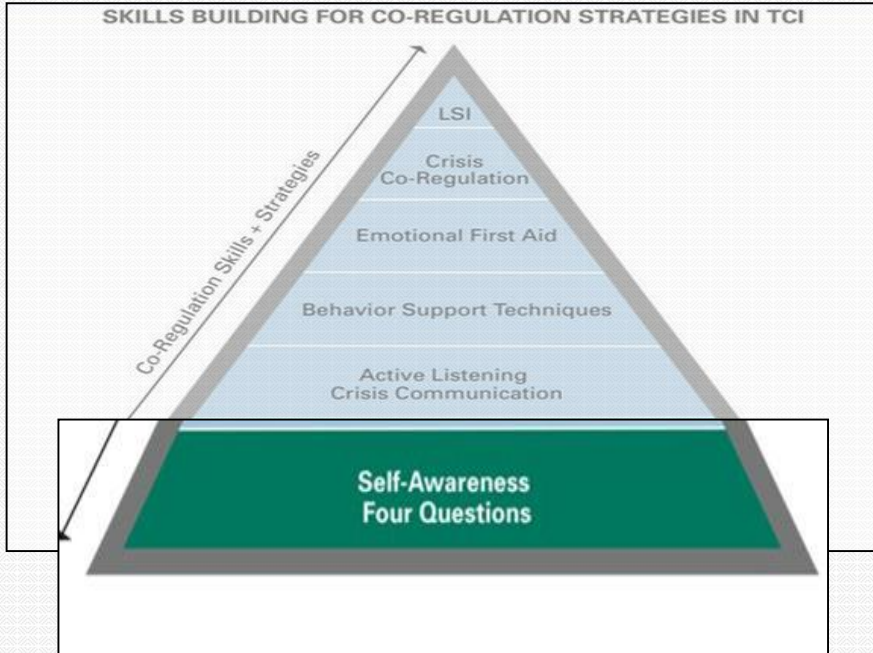 SKILLS BUILDING FOR CO-REGULATION STRATEGIES IN TCI
Co-Regulation Skills + Strategies
LSI
Crisis
Co-Regulation
Emotional First Aid
Behavior Support Techniques
Active Listening
Crisis Communication
Self-Awareness
Four Questions